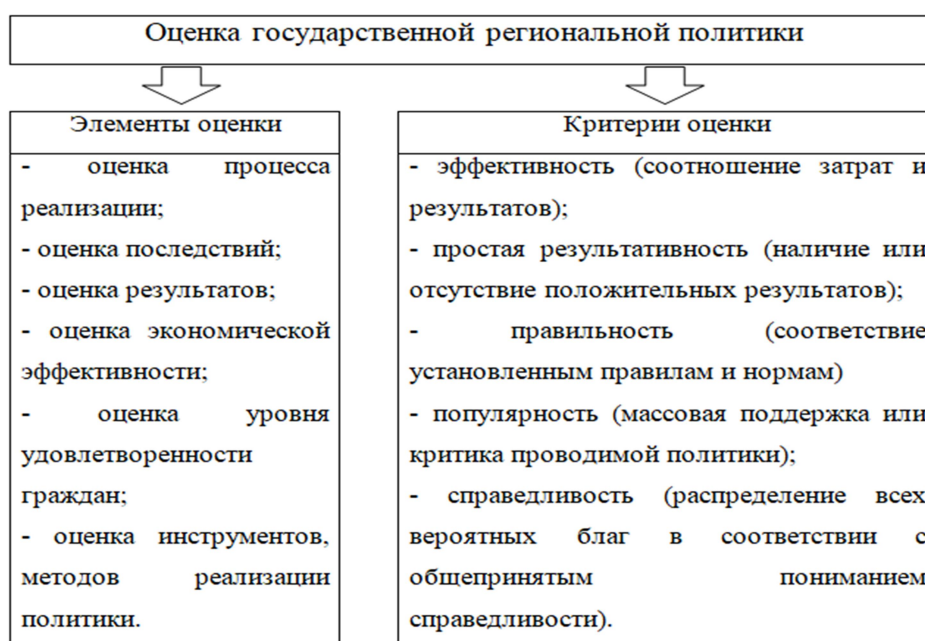 Оценка государственной региональной политики
Элементы оценки
- оценка процесса
реализации;
- оценка последствий;
- оценка результатов;
- оценка экономической
эффективности;
- оценка уровня
удовлетворенности
граждан;
- оценка инструментов,
методов реализации
политики.
Критерии оценки
- эффективность (соотношение затрат и
результатов);
- простая результативность (наличие или
отсутствие положительных результатов);
- правильность (соответствие
установленным правилам и нормам)
- популярность (массовая поддержка или
критика проводимой политики);
- справедливость (распределение всех
вероятных благ в соответствии с
общепринятым пониманием
справедливости).